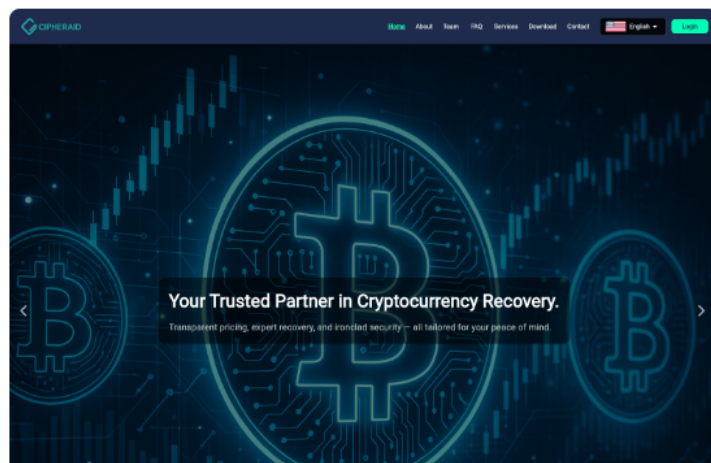 CIPHERAID
Home About Team FAQ Services Download Contact English Login
Your Trusted Partner in Cryptocurrency Recovery.
Transparent pricing, expert recovery, and ironclad security — all tailored for your peace of mind.